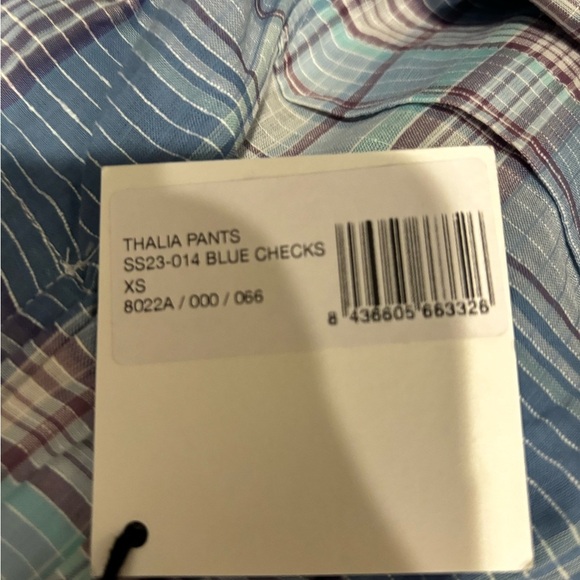 THALIA PANTS
SS23-014 BLUE CHECKS
XS
8022A / 000 / 066
8 436605 663326